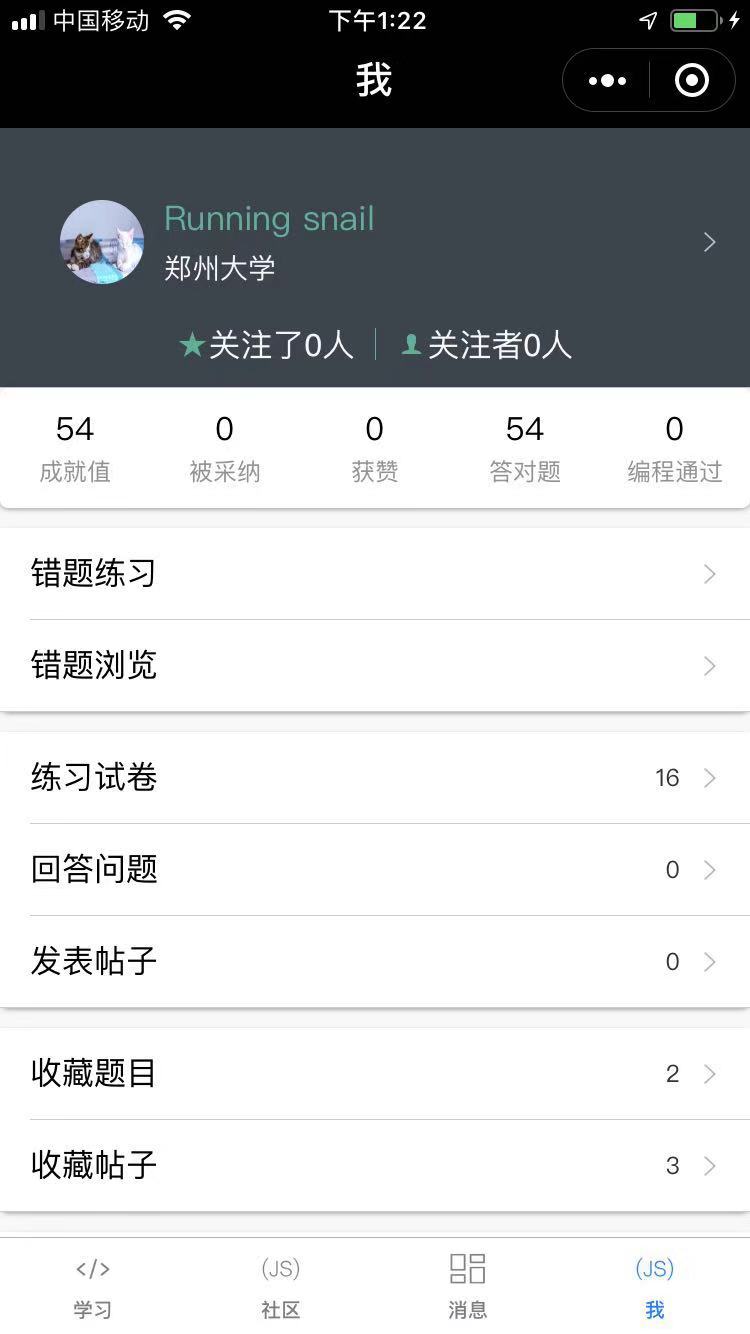 中国移动 下午1:22
我
Running snail
郑州大学
★关注了0人 关注者0人
54 0 0 54 0
成就值 被采纳 获赞 答对题 编程通过
错题练习
错题浏览
练习试卷 16
回答问题 0
发表帖子 0
收藏题目 2
收藏帖子 3
</> (JS) (JS)
学习 社区 消息 我